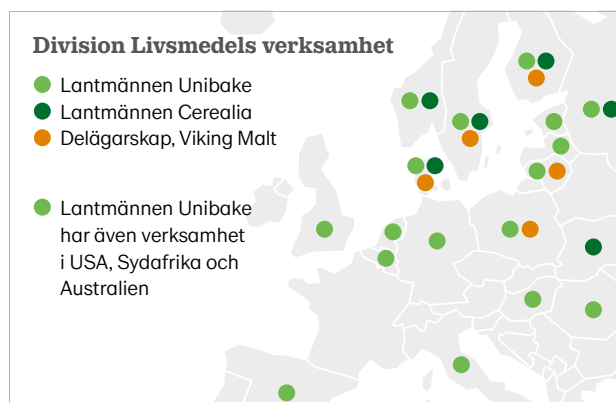 Division Livsmedels verksamhet
Lantmännen Unibake
Lantmännen Cerealia
Delägarskap, Viking Malt
Lantmännen Unibake
har även verksamhet
i USA, Sydafrika och
Australien